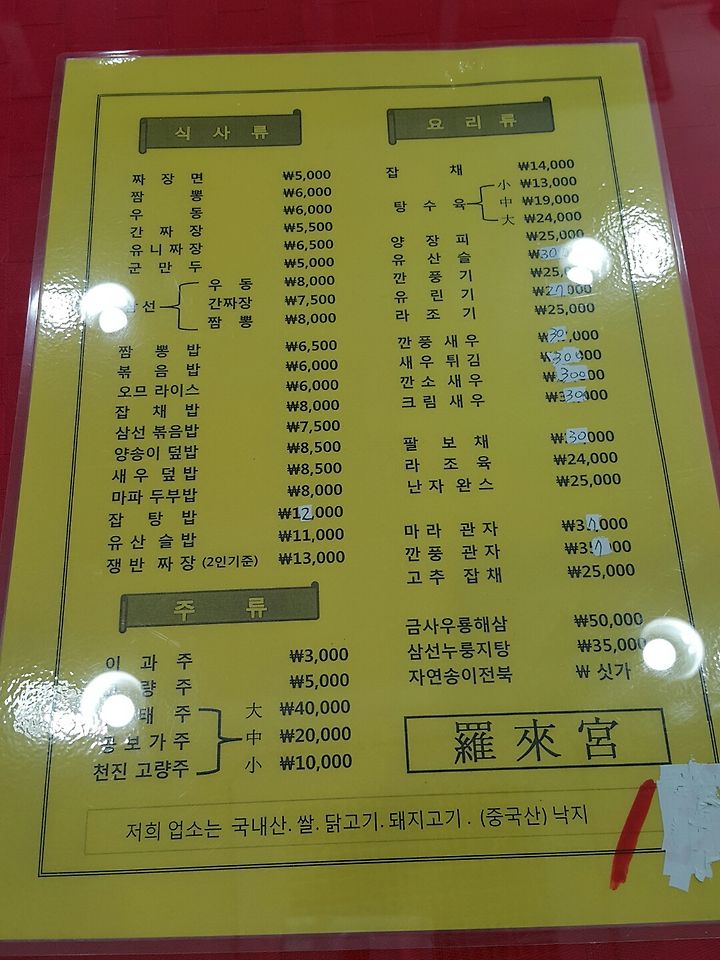 식 사 류
짜 장 면 ₩5,000
짬 뽕 ₩6,000
우 동 ₩6,000
간 짜 장 ₩5,500
유 니 짜 장 ₩6,500
군 만 두 ₩5,000
우 동 ₩8,000
선 간짜장 ₩7,500
짬 뽕 ₩8,000
짬 뽕 밥 ₩6,500
볶 음 밥 ₩6,000
오므 라이스 ₩6,000
잡 채 밥 ₩8,000
삼선 볶음밥 ₩7,500
양송이 덮밥 ₩8,500
새우 덮밥 ₩8,500
마파 두부밥 ₩8,000
잡 탕 밥 ₩12,000
유 산 슬 밥 ₩11,000
쟁반 짜장 (2인기준) ₩13,000
주 류
이 과 주 ₩3,000
량 주 ₩5,000
주 大 ₩40,000
공 보 가 주 中 ₩20,000
천진 고량주 小 ₩10,000
요 리 류
잡 채 ₩14,000
小 ₩13,000
탕 수 육 中 ₩19,000
大 ₩24,000
양 장 피 ₩25,000
유 산 슬
깐 풍 기
유 린 기
라 조 기 ₩25,000
깐 풍 새 우
새우 튀김
깐 소 새 우
크 림 새 우
팔 보 채
라 조 육 ₩24,000
난 자 완 스 ₩25,000
마 라 관 자
깐 풍 관 자
고 추 잡 채 ₩25,000
금사우룡해삼 ₩50,000
삼선누룽지탕 ₩35,000
자연송이전북 ₩ 싯가
羅來宮
저희 업소는 국내산. 쌀. 닭고기. 돼지고기. (중국산) 낙지